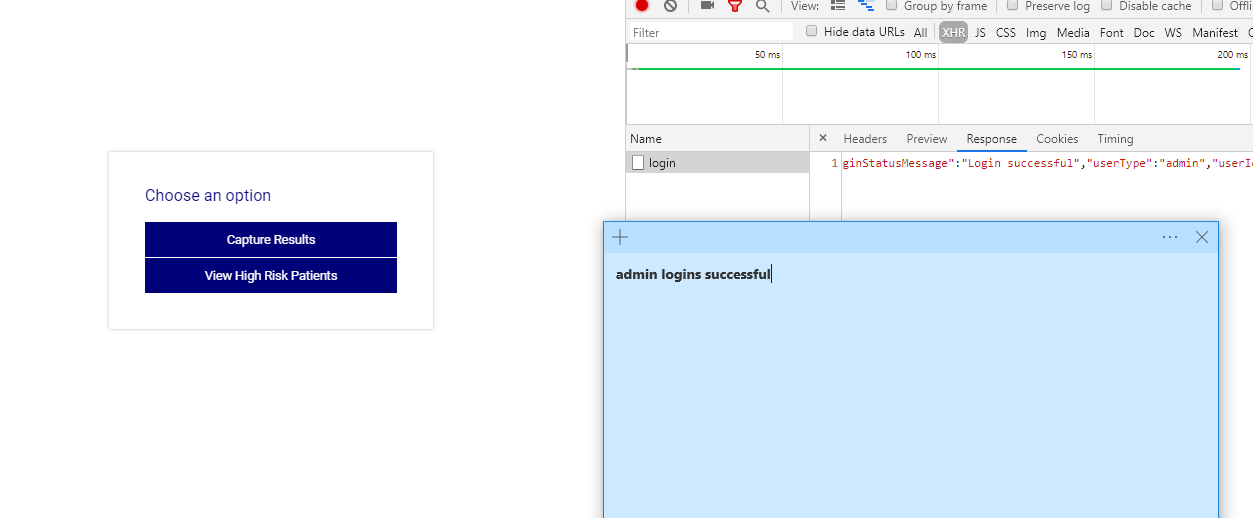 View: Group by frame Preserve log Disable cache Offli
Filter Hide data URLs All XHR JS CSS Img Media Font Doc WS Manifest
50 ms 100 ms 150 ms 200 ms
Name × Headers Preview Response Cookies Timing
login 1 ginStatusMessage":"Login successful","userType":"admin","userI
Choose an option
Capture Results
View High Risk Patients
admin logins successful